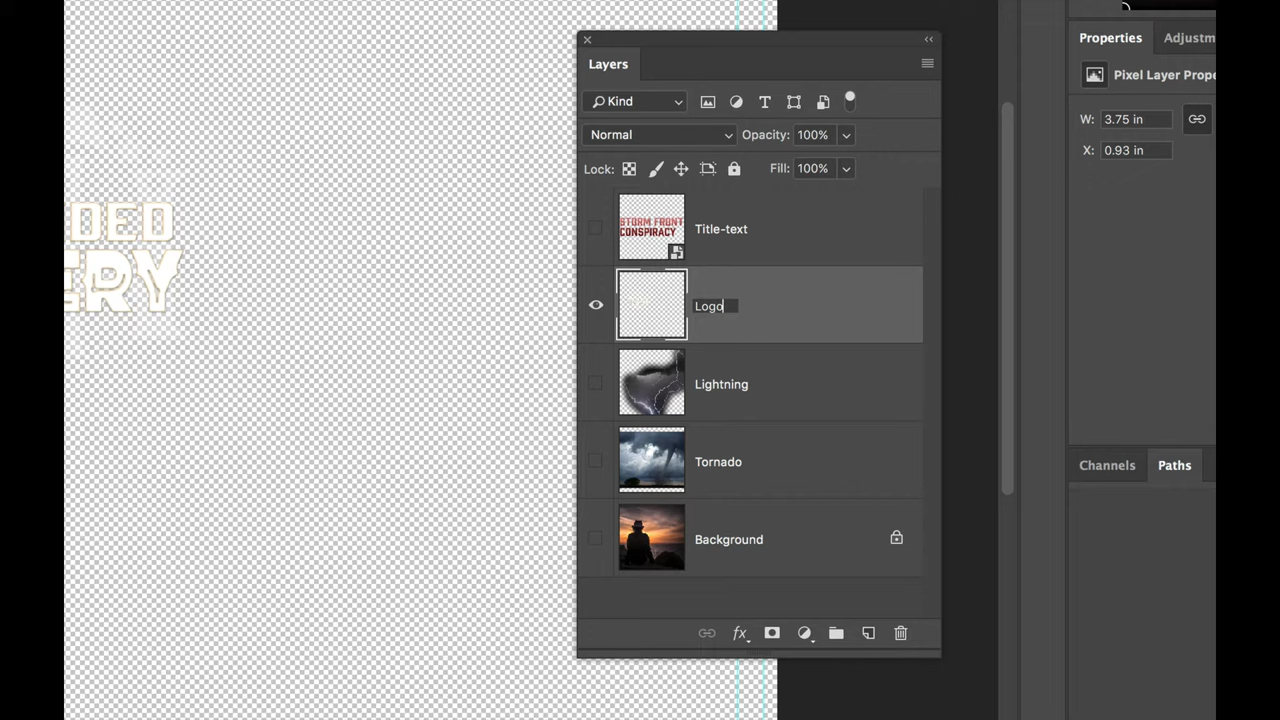 DED
ERY
Layers
Kind
Normal
Opacity: 100%
Lock:
Fill: 100%
STORM FRONT
CONSPIRACY
Title-text
Logo
Lightning
Tornado
Background
fx
Properties
Adjustm
Pixel Layer Prope
W: 3.75 in
X: 0.93 in
Channels
Paths